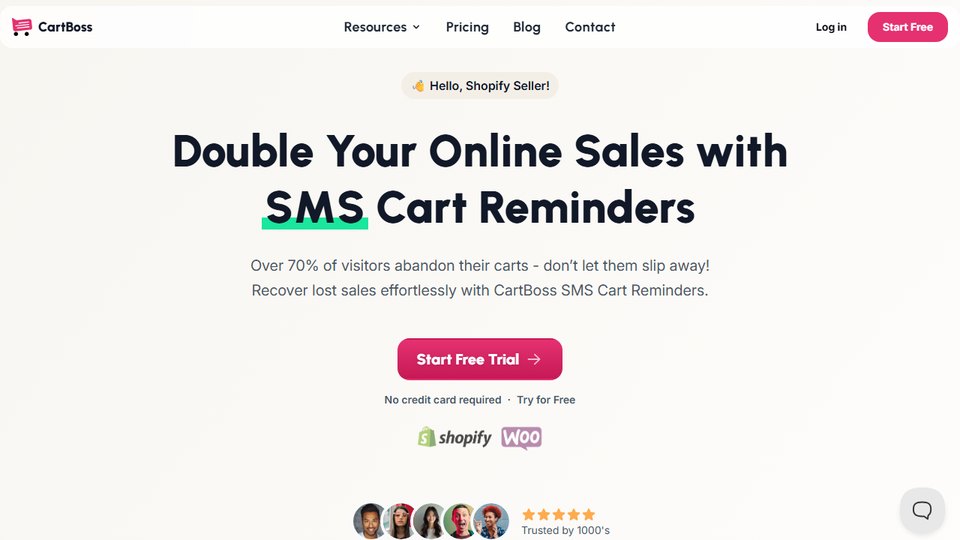 CartBoss
Resources
Pricing
Blog
Contact
Log in
Start Free
Hello, Shopify Seller!
Double Your Online Sales with
SMS Cart Reminders
Over 70% of visitors abandon their carts - don’t let them slip away!
Recover lost sales effortlessly with CartBoss SMS Cart Reminders.
Start Free Trial
No credit card required · Try for Free
shopify
WOO
Trusted by 1000's